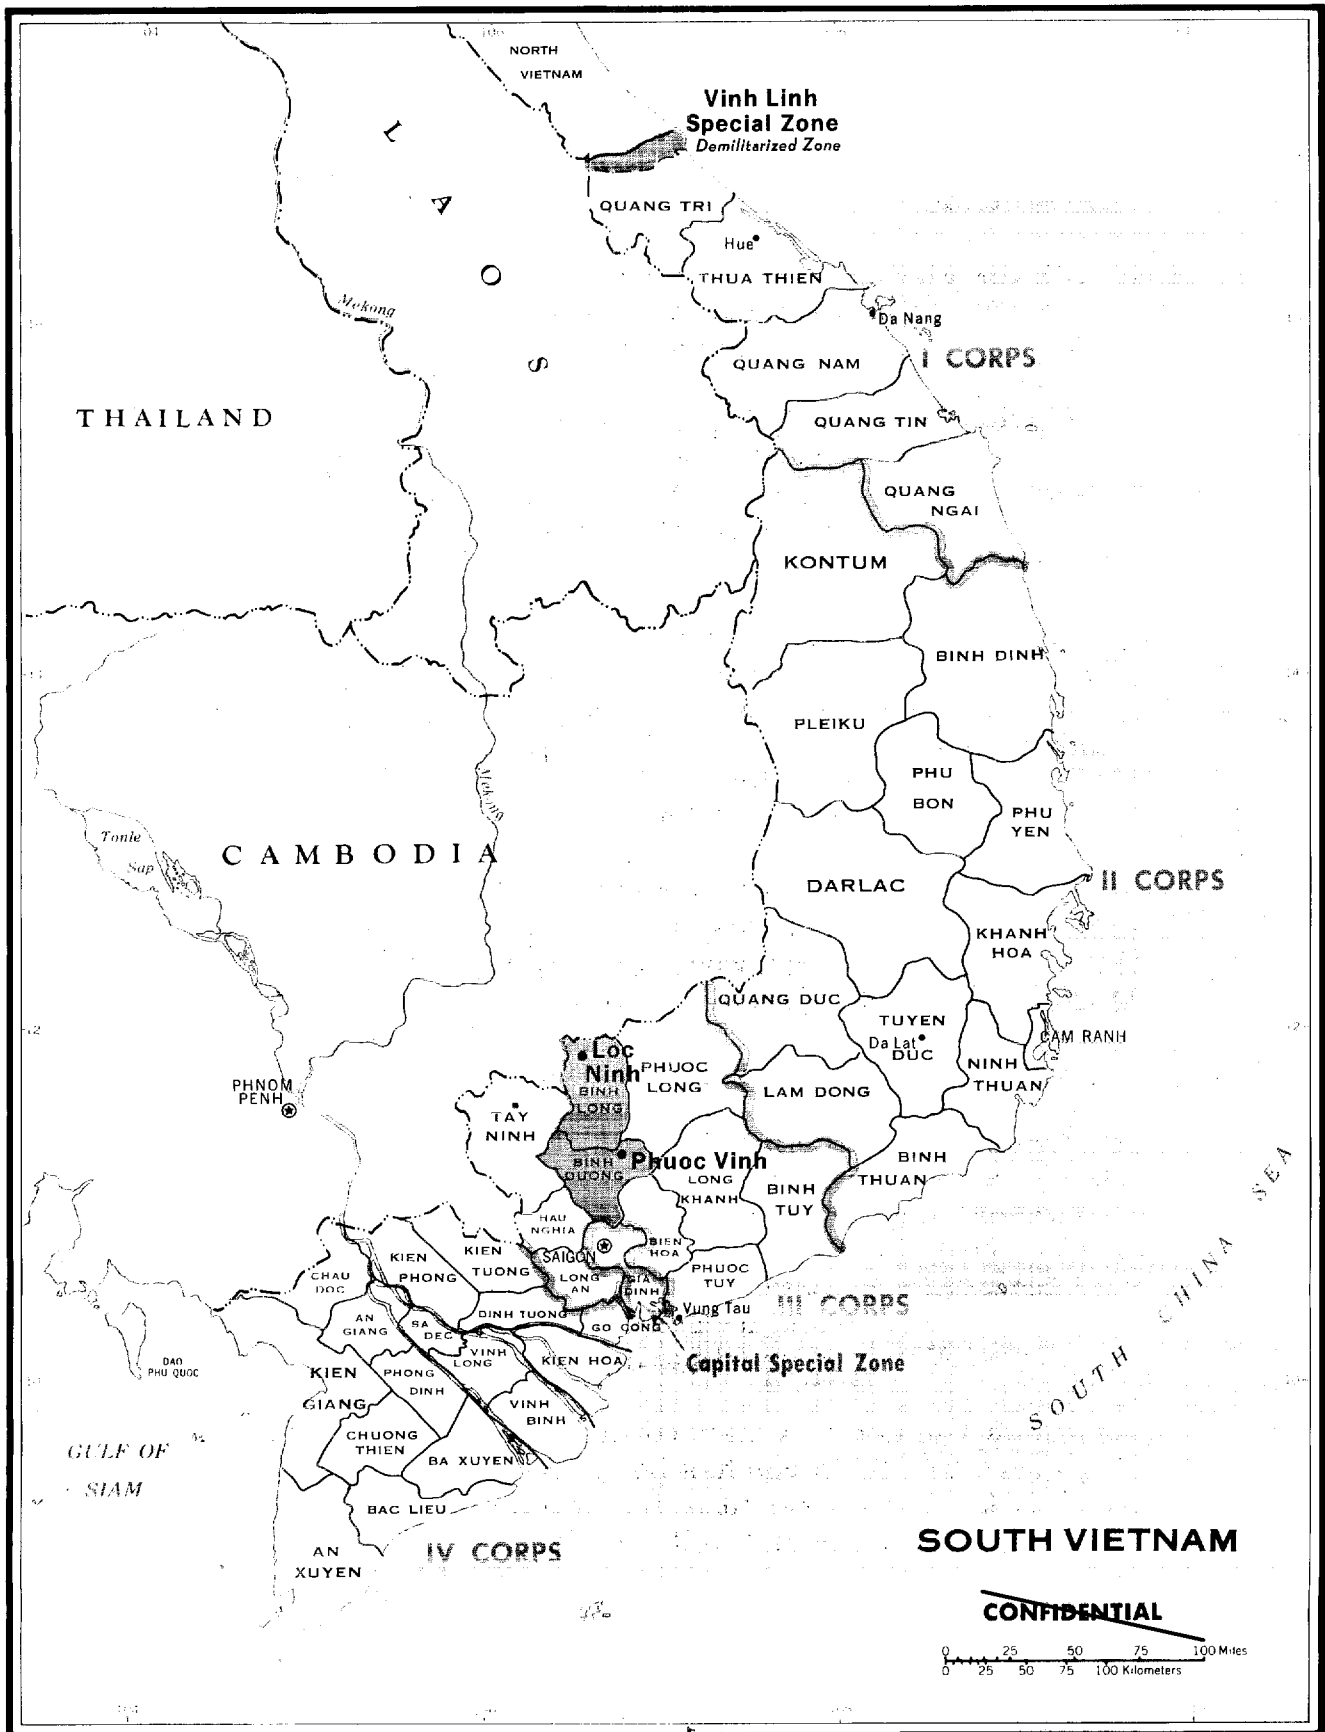 NORTH
VIETNAM
Vinh Linh
Special Zone
Demilitarized Zone
LAOS
QUANG TRI
Hue
THUA THIEN
Mekong
Da Nang
QUANG NAM
I CORPS
THAILAND
QUANG TIN
QUANG
NGAI
KONTUM
BINH DINH
PLEIKU
PHU
BON
Mekong
PHU
YEN
Tonle
Sap
CAMBODIA
DARLAC
II CORPS
KHANH
HOA
QUANG DUC
TUYEN
Da Lat
DUC
CAM RANH
12
Loc
Ninh
PHUOC
LONG
NINH
THUAN
PHNOM
PENH
BINH
LONG
LAM DONG
TAY
NINH
Phuoc Vinh
BINH
DUONG
LONG
KHANH
BINH
THUAN
BINH
TUY
HAU
NGHIA
BIEN
HOA
SAIGON
KIEN
PHONG
KIEN
TUONG
PHUOC
TUY
CHAU
DOC
LONG
AN
GIA
DINH
III CORPS
Vung Tau
DINH TUONG
GO CONG
AN
GIANG
SA
DEC
VINH
LONG
KIEN HOA
Capital Special Zone
DAO
PHU QUOC
KIEN
GIANG
PHONG
DINH
VINH
BINH
CHUONG
THIEN
BA XUYEN
SOUTH CHINA SEA
GULF OF
SIAM
BAC LIEU
AN
XUYEN
IV CORPS
SOUTH VIETNAM
CONFIDENTIAL
0 25 50 75 100 Miles
0 25 50 75 100 Kilometers